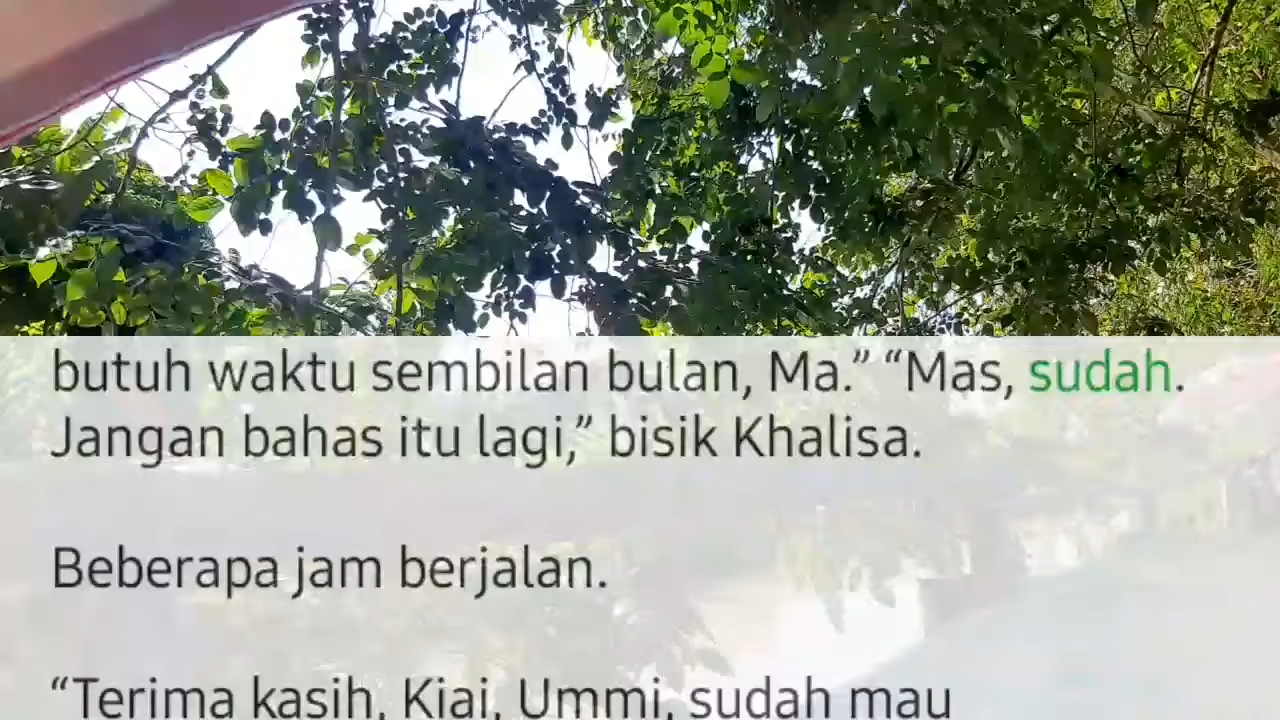 butuh waktu sembilan bulan, Ma.” “Mas, sudah.
Jangan bahas itu lagi,” bisik Khalisa.
Beberapa jam berjalan.
“Terima kasih, Kiai, Ummi, sudah mau